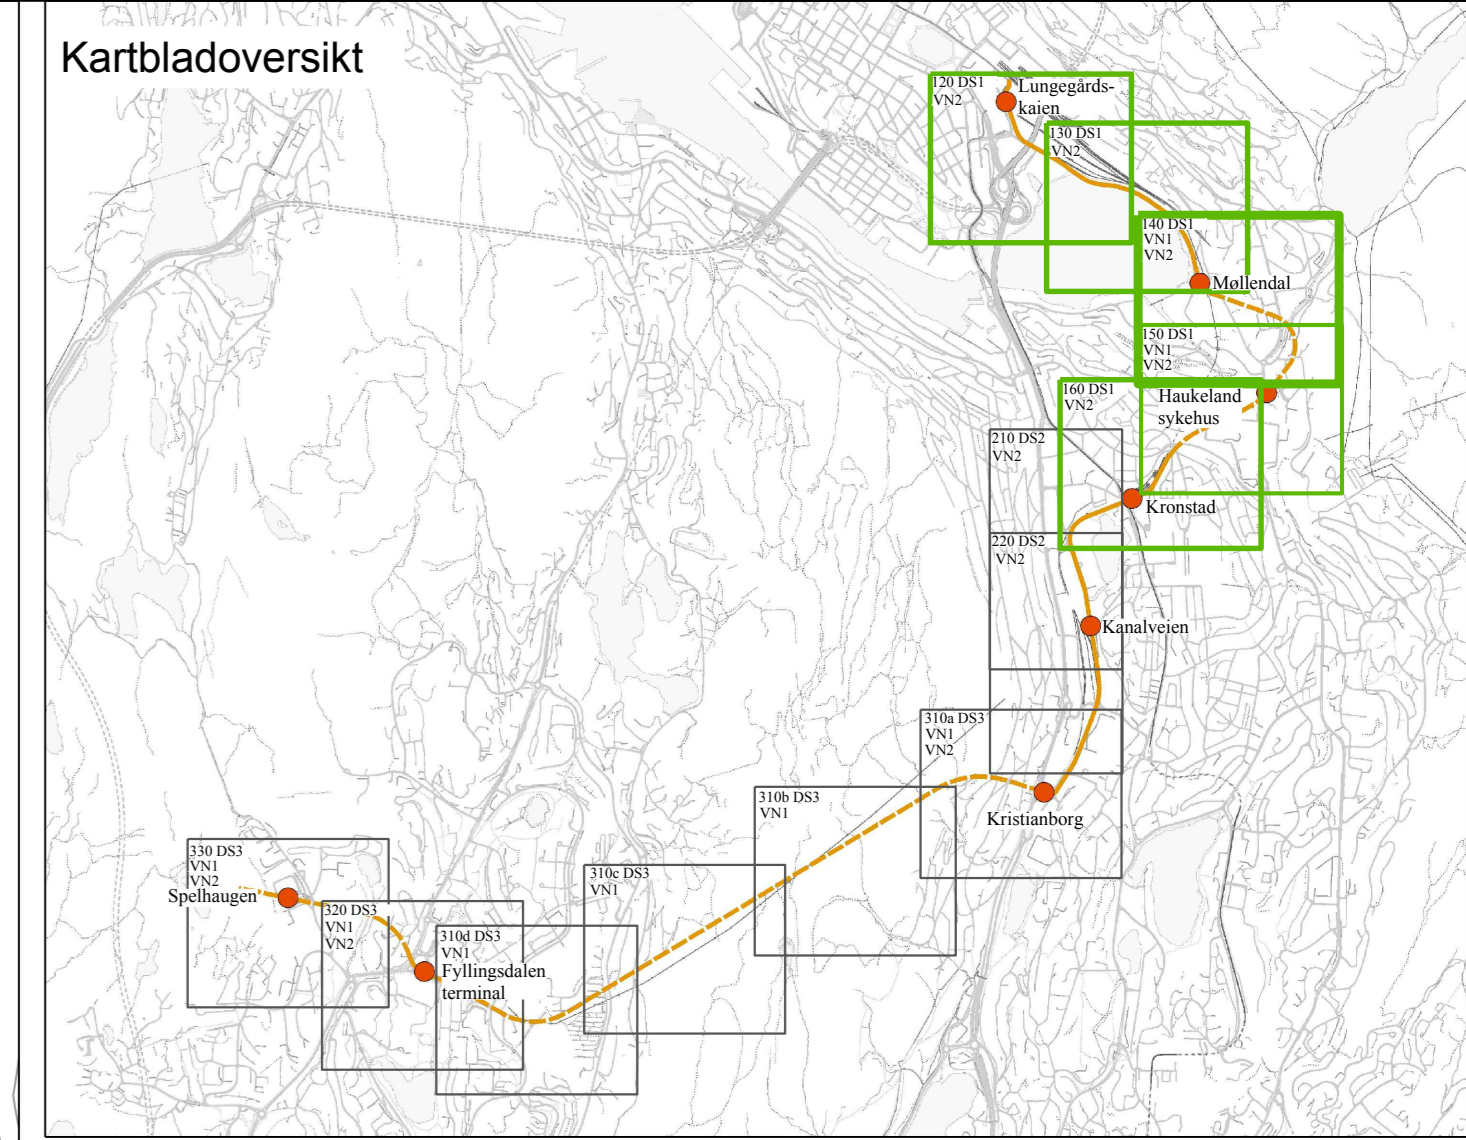 Kartbladoversikt
120 DS1
VN2
Lungegårds-
kaien
130 DS1
VN2
140 DS1
VN1
VN2
Møllendal
150 DS1
VN1
VN2
160 DS1
VN2
Haukeland
sykehus
210 DS2
VN2
Kronstad
220 DS2
VN2
Kanalveien
310a DS3
VN1
VN2
310b DS3
VN1
Kristianborg
330 DS3
VN1
VN2
Spelhaugen
310c DS3
VN1
320 DS3
VN1
VN2
310d DS3
VN1
Fyllingsdalen
terminal